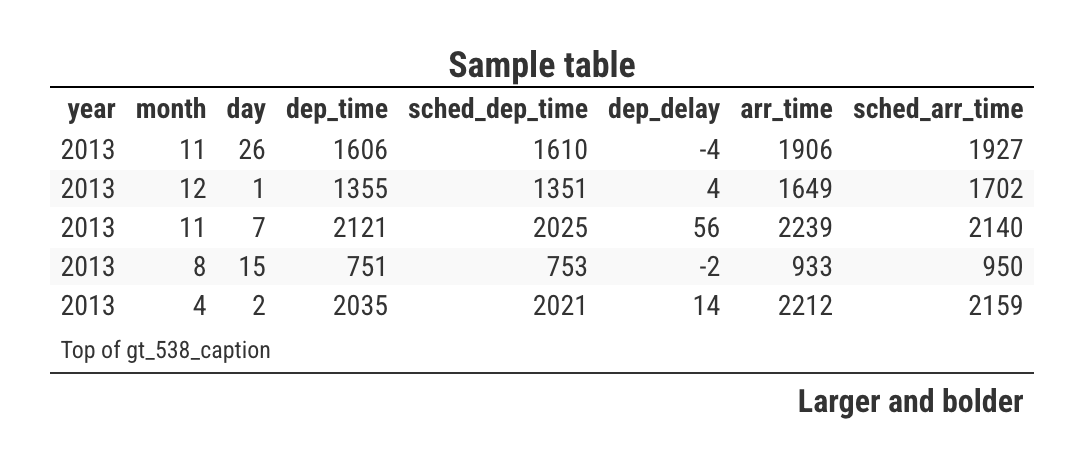 Sample table
year month day dep_time sched_dep_time dep_delay arr_time sched_arr_time
2013 11 26 1606 1610 -4 1906 1927
2013 12 1 1355 1351 4 1649 1702
2013 11 7 2121 2025 56 2239 2140
2013 8 15 751 753 -2 933 950
2013 4 2 2035 2021 14 2212 2159
Top of gt_538_caption
Larger and bolder